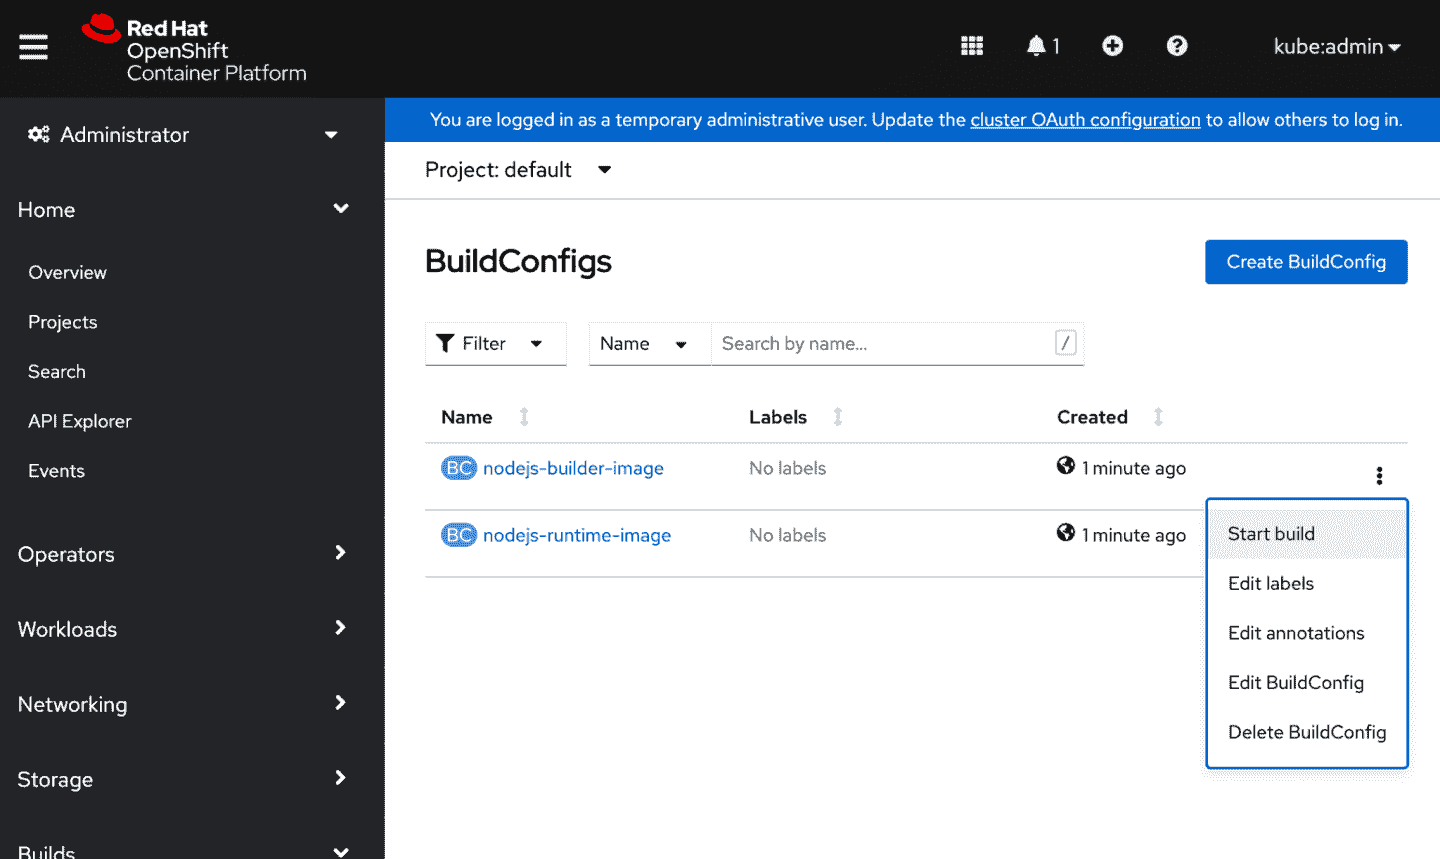 Red Hat
OpenShift
Container Platform
1
kube:admin
Administrator
You are logged in as a temporary administrative user. Update the cluster OAuth configuration to allow others to log in.
Project: default
Home
Overview
Projects
Search
API Explorer
Events
Operators
Workloads
Networking
Storage
Builds
BuildConfigs
Create BuildConfig
Filter
Name
Search by name...
/
Name Labels Created
BC nodejs-builder-image No labels 1 minute ago
BC nodejs-runtime-image No labels 1 minute ago
Start build
Edit labels
Edit annotations
Edit BuildConfig
Delete BuildConfig